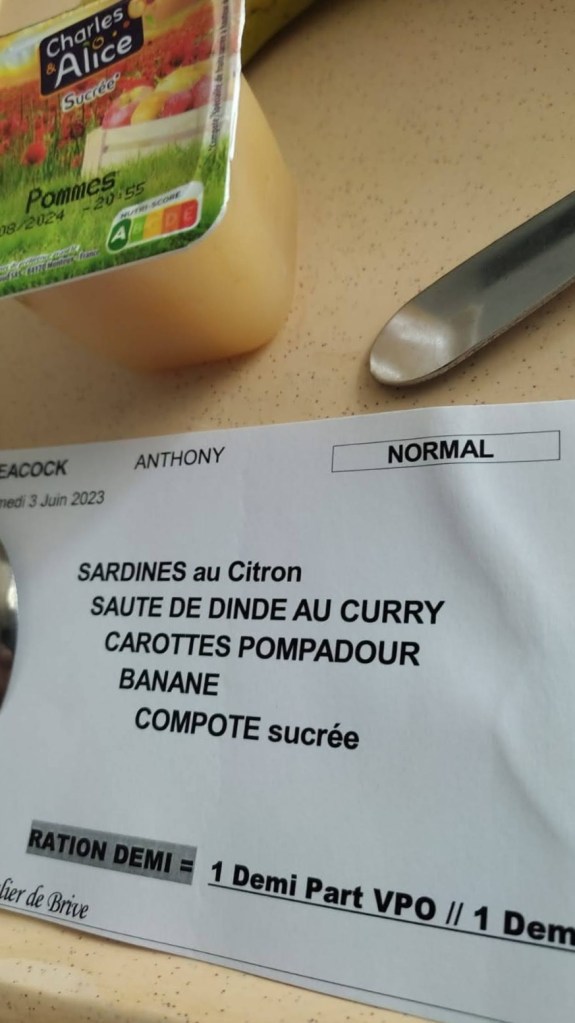 Charles
& Alice
Sucrée*
Pommes
08/2024 - 20:55
NUTRI-SCORE
A B C D E
EACOCK ANTHONY NORMAL
medi 3 Juin 2023
SARDINES au Citron
SAUTE DE DINDE AU CURRY
CAROTTES POMPADOUR
BANANE
COMPOTE sucrée
RATION DEMI = 1 Demi Part VPO // 1 Dem
lier de Brive